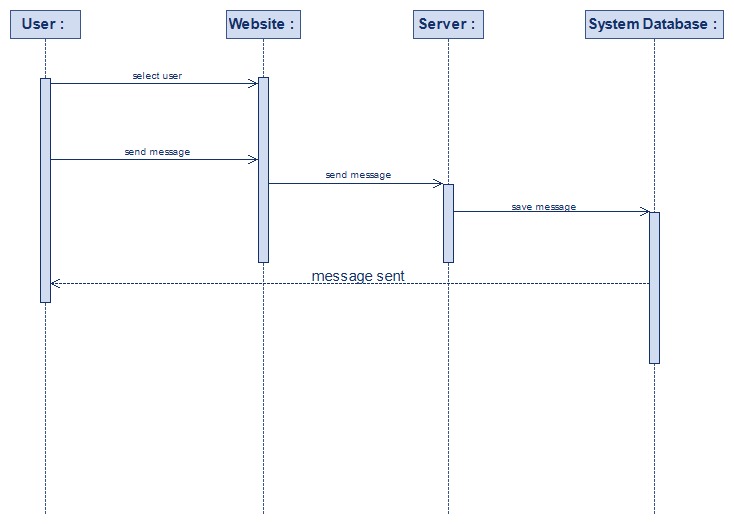 User :
Website :
Server :
System Database :
select user
send message
send message
save message
message sent